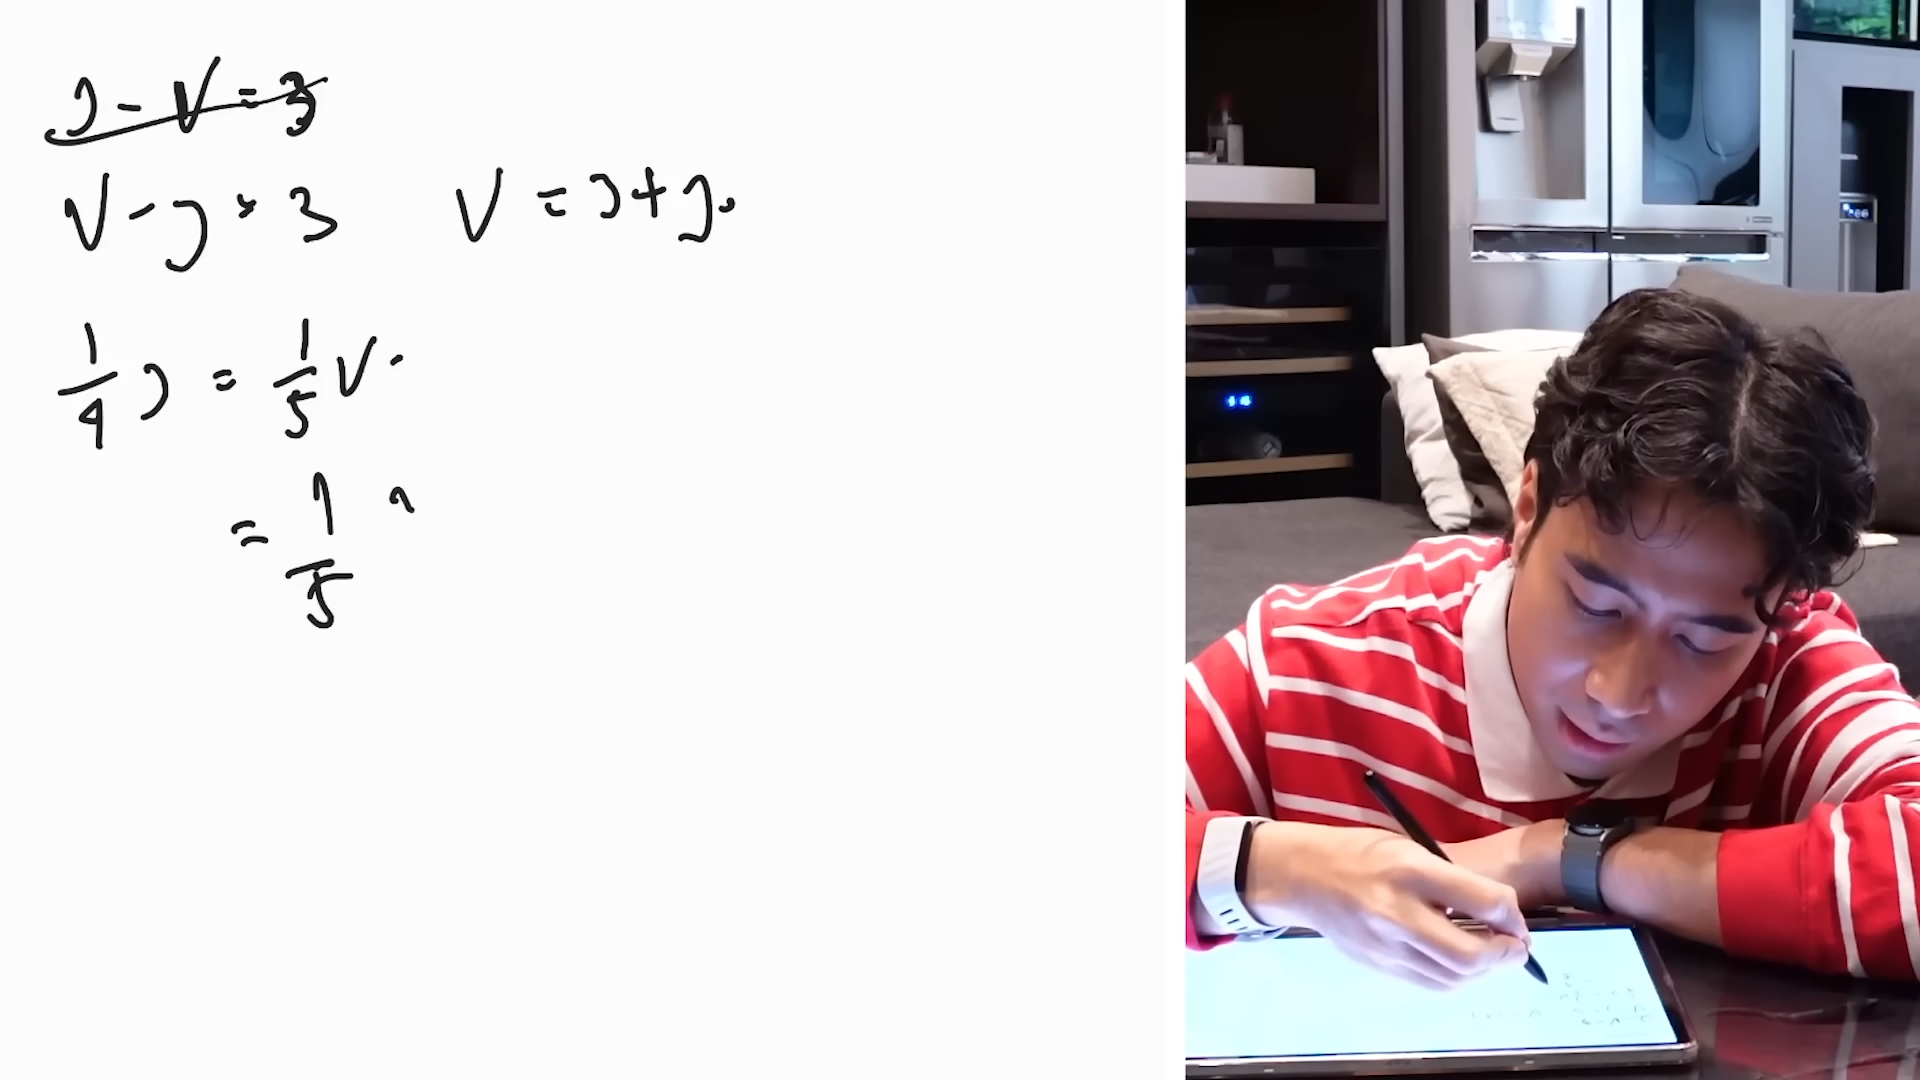 J - V = 3
V - J = 3 V = 3 + J.
1/4 J = 1/5 V.
= 1/5